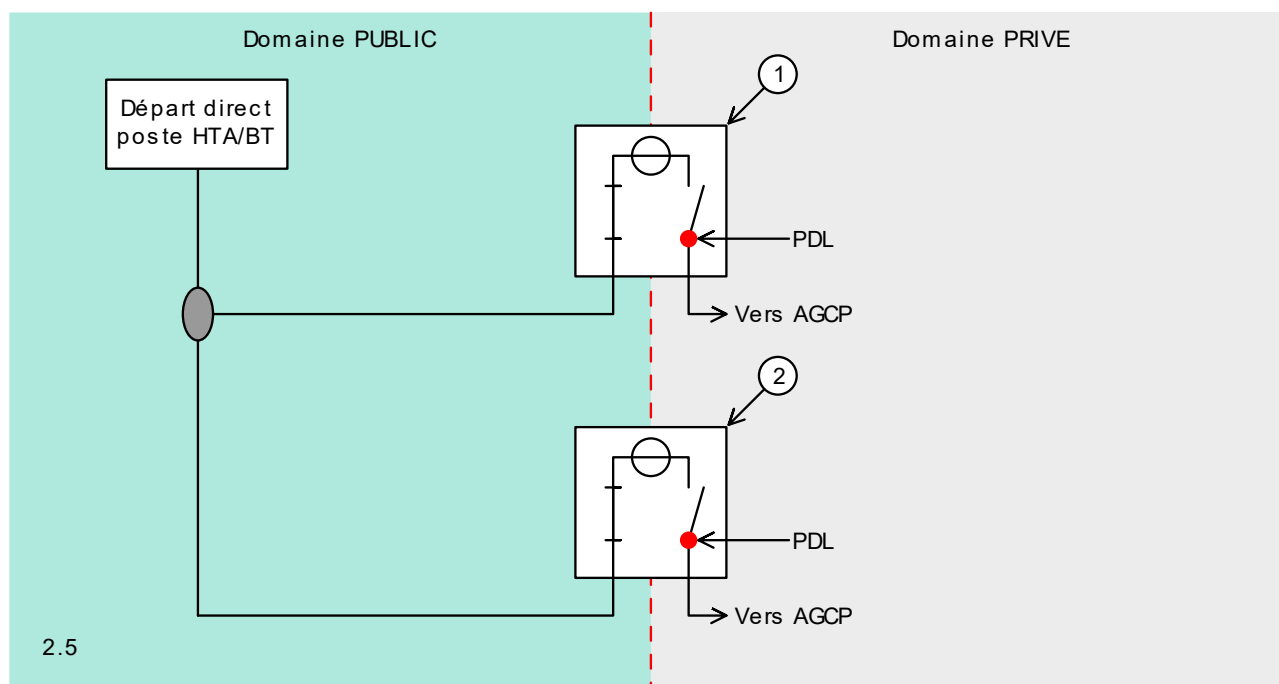 Domaine PUBLIC
Domaine PRIVE
Départ direct
poste HTA/BT
1
PDL
Vers AGCP
2
PDL
Vers AGCP
2.5